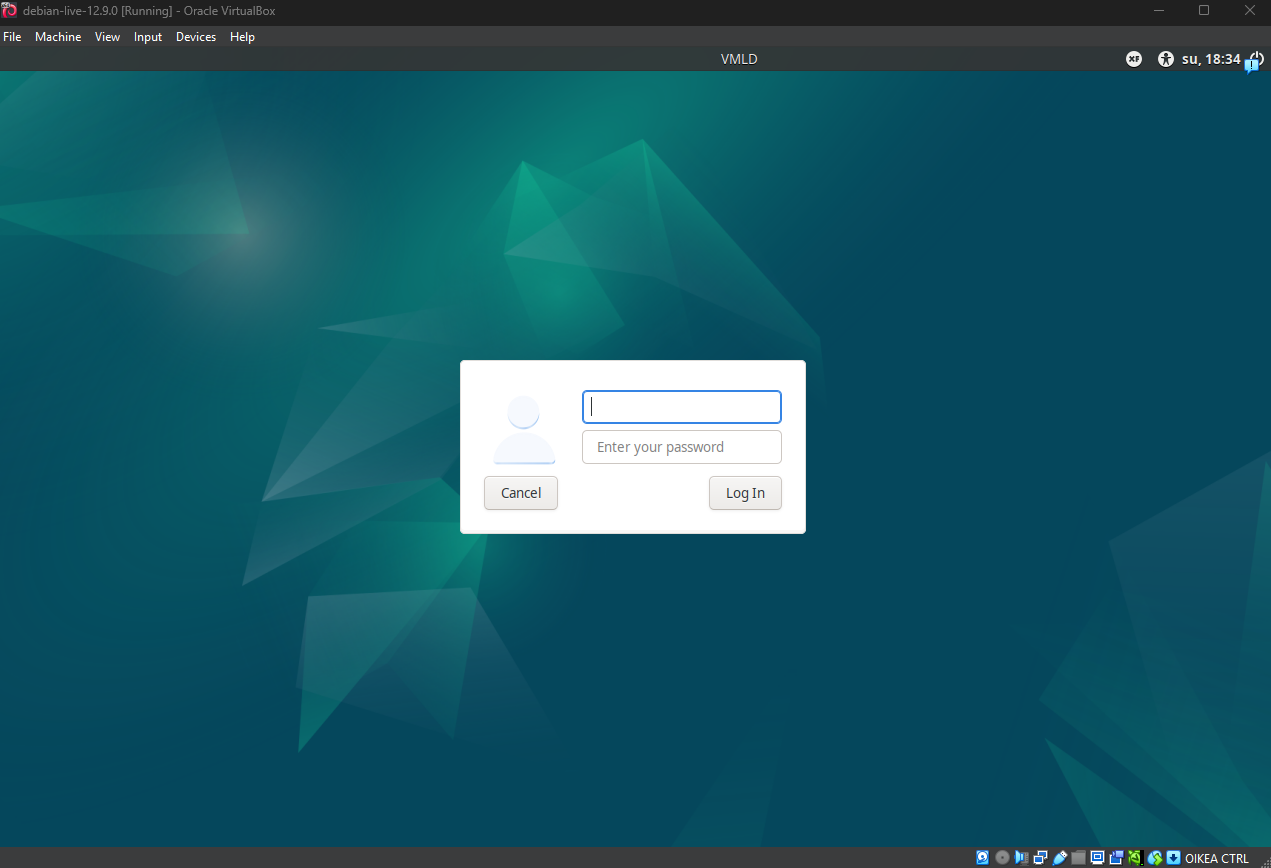 debian-live-12.9.0 [Running] - Oracle VirtualBox
File Machine View Input Devices Help
VMLD
XF
su, 18:34
Enter your password
Cancel
Log In
OIKEA CTRL